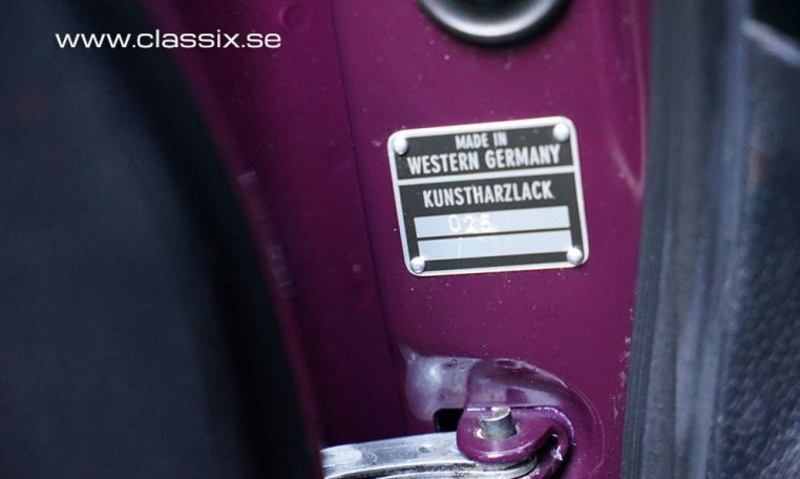 www.classix.se
MADE IN
WESTERN GERMANY
KUNSTHARZLACK
025